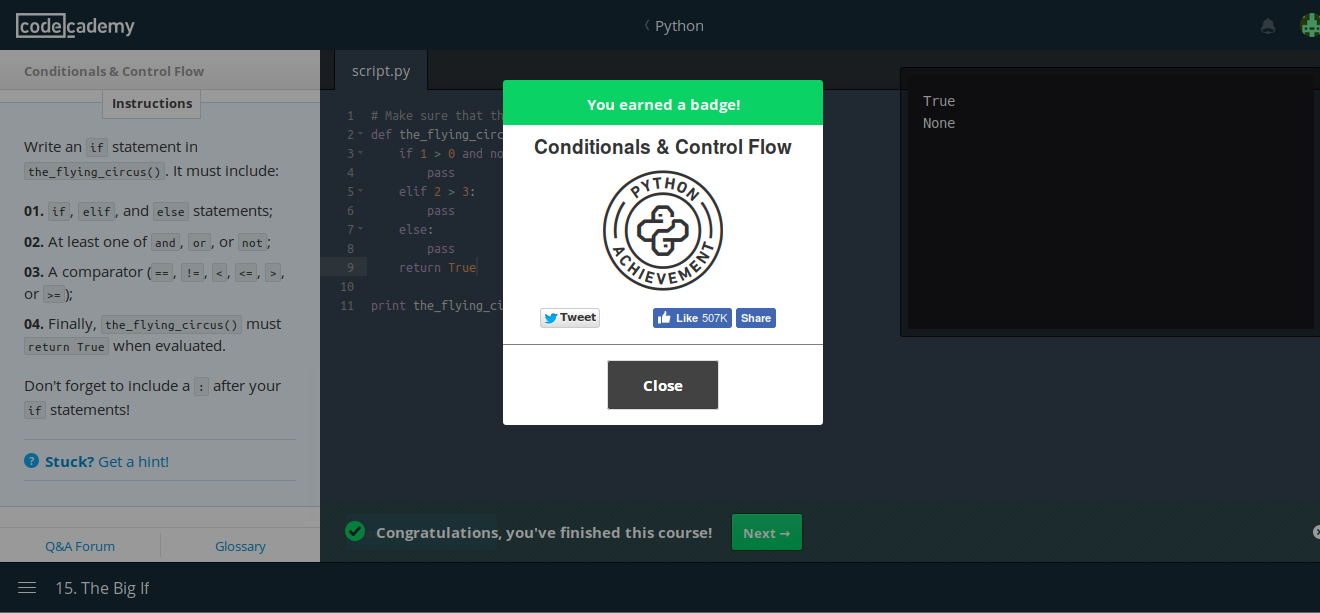 codecademy
Python
Conditionals & Control Flow
Instructions
Write an if statement in
the_flying_circus(). It must include:
01. if, elif, and else statements;
02. At least one of and, or, or not;
03. A comparator (==, !=, <, <=, >,
or >=);
04. Finally, the_flying_circus() must
return True when evaluated.
Don't forget to include a : after your
if statements!
? Stuck? Get a hint!
Q&A Forum
Glossary
script.py
1 # Make sure that th
2 def the_flying_circ
3 if 1 > 0 and no
4 pass
5 elif 2 > 3:
6 pass
7 else:
8 pass
9 return True
10
11 print the_flying_ci
You earned a badge!
Conditionals & Control Flow
PYTHON
ACHIEVEMENT
Tweet
Like 507K
Share
Close
True
None
Congratulations, you've finished this course!
Next →
15. The Big If